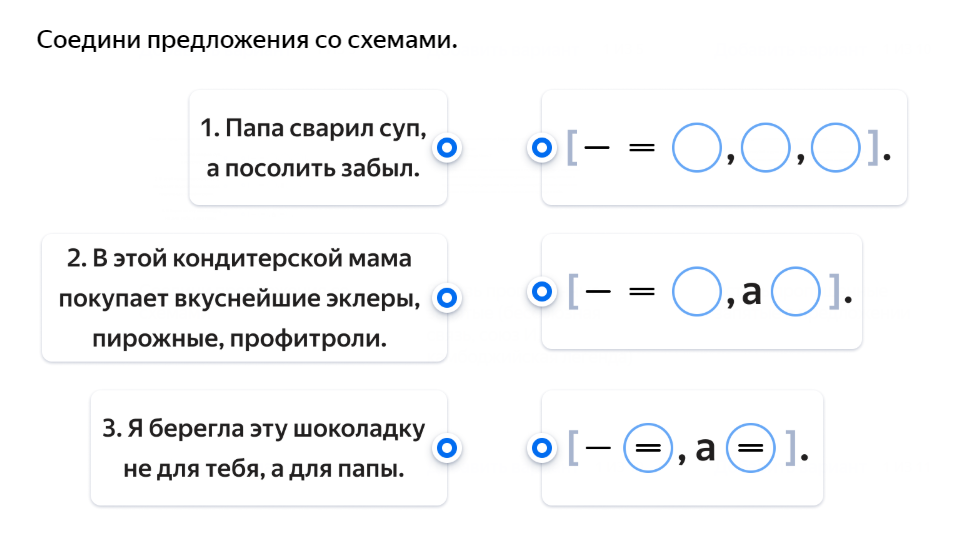 Соедини предложения со схемами.
1. Папа сварил суп,
а посолить забыл.
[ – = ◯, ◯, ◯ ].
2. В этой кондитерской мама
покупает вкуснейшие эклеры,
пирожные, профитроли.
[ – = ◯, а ◯ ].
3. Я берегла эту шоколадку
не для тебя, а для папы.
[ – =, а = ].